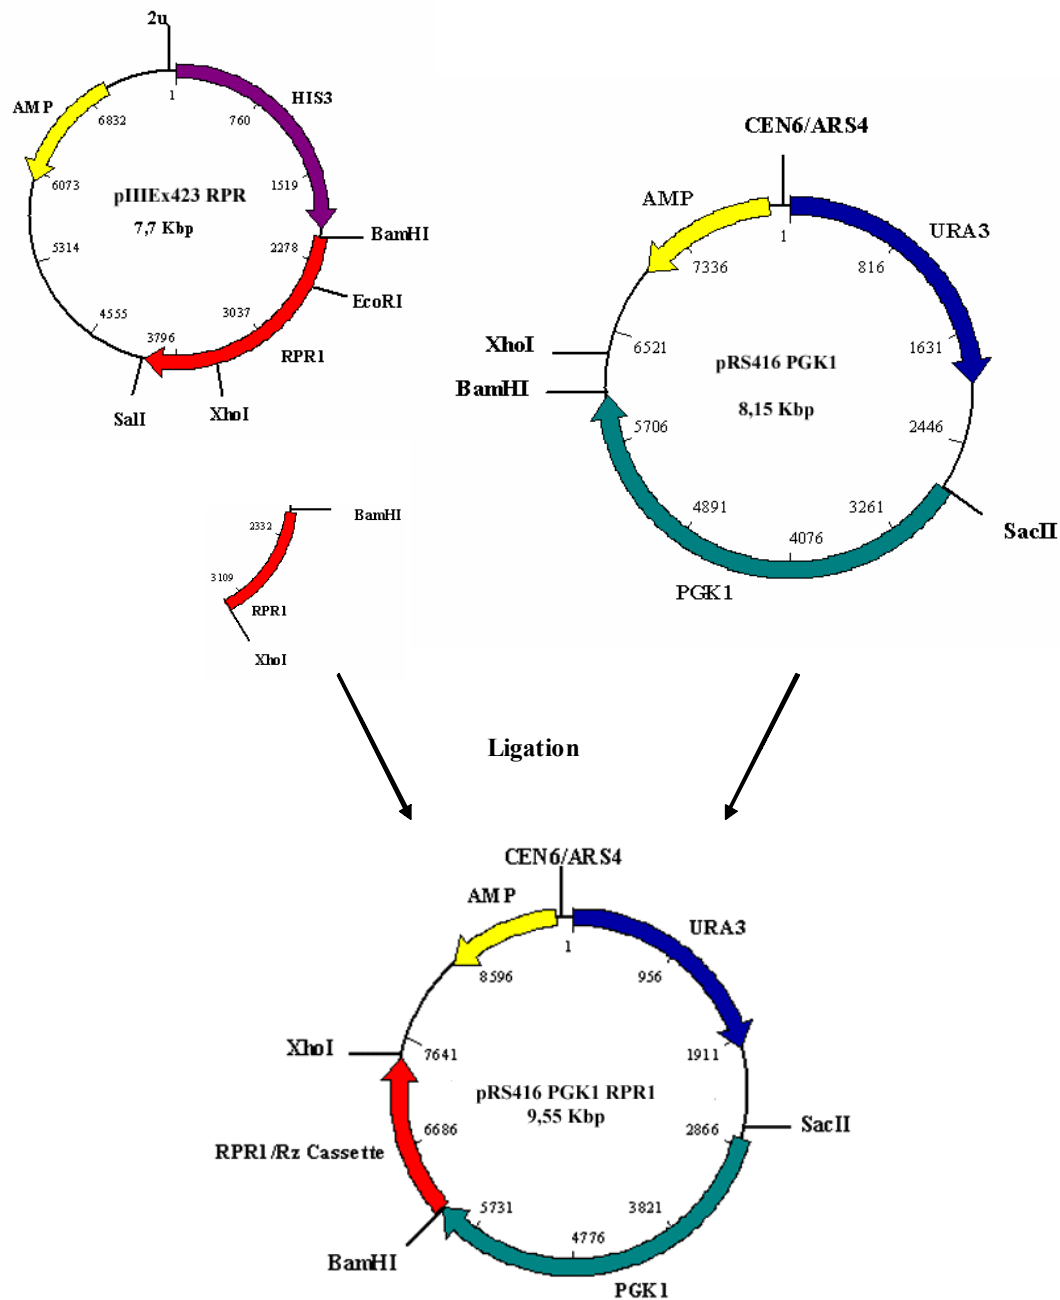 2u
HIS3
AMP
1
6832
760
6073
1519
pIIIEx423 RPR
7,7 Kbp
BamHI
5314
2278
EcoRI
4555
3037
3796
RPR1
SalI
XhoI
CEN6/ARS4
AMP
URA3
1
7336
816
XhoI
6521
1631
pRS416 PGK1
BamHI
8,15 Kbp
5706
2446
4891
3261
4076
SacII
PGK1
BamHI
2332
3109
RPR1
XhoI
Ligation
CEN6/ARS4
AMP
URA3
1
8596
956
XhoI
7641
1911
pRS416 PGK1 RPR1
9,55 Kbp
SacII
6686
2866
RPR1/Rz Cassette
5731
3821
4776
BamHI
PGK1